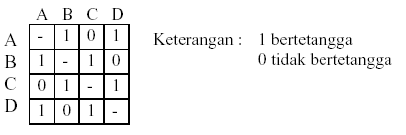 A B C D
A - 1 0 1 Keterangan : 1 bertetangga
B 1 - 1 0 0 tidak bertetangga
C 0 1 - 1
D 1 0 1 -